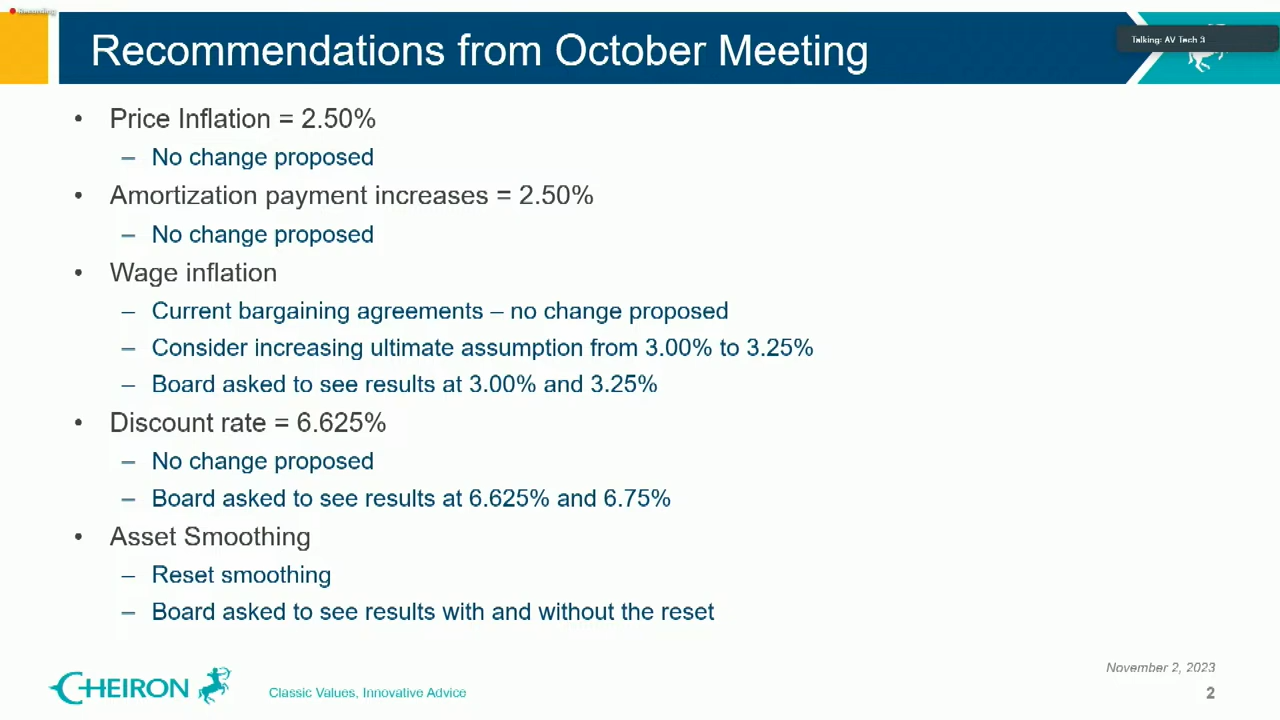 Recording
Recommendations from October Meeting
Talking: AV Tech 3
• Price Inflation = 2.50%
– No change proposed
• Amortization payment increases = 2.50%
– No change proposed
• Wage inflation
– Current bargaining agreements – no change proposed
– Consider increasing ultimate assumption from 3.00% to 3.25%
– Board asked to see results at 3.00% and 3.25%
• Discount rate = 6.625%
– No change proposed
– Board asked to see results at 6.625% and 6.75%
• Asset Smoothing
– Reset smoothing
– Board asked to see results with and without the reset
November 2, 2023
CHEIRON
Classic Values, Innovative Advice
2